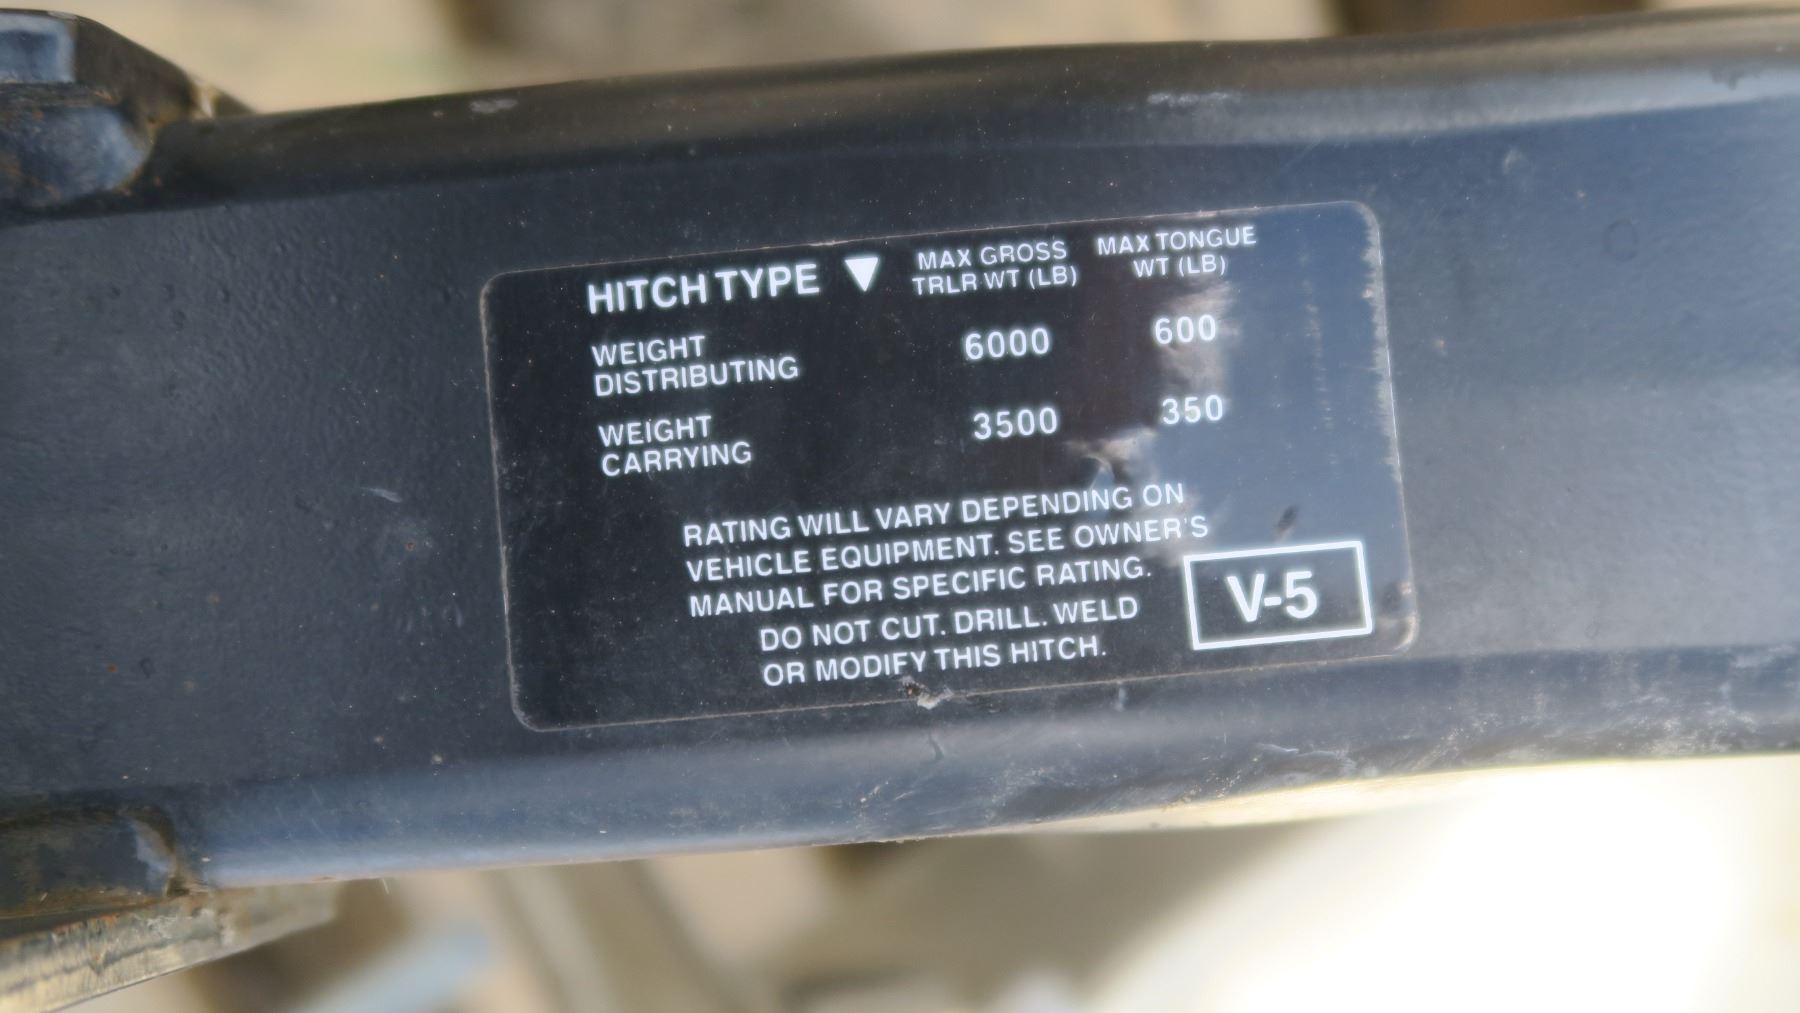 HITCH TYPE ▼ MAX GROSS TRLR WT (LB) MAX TONGUE WT (LB)
WEIGHT DISTRIBUTING 6000 600
WEIGHT CARRYING 3500 350
RATING WILL VARY DEPENDING ON
VEHICLE EQUIPMENT. SEE OWNER'S
MANUAL FOR SPECIFIC RATING.
DO NOT CUT. DRILL. WELD
OR MODIFY THIS HITCH.
V-5